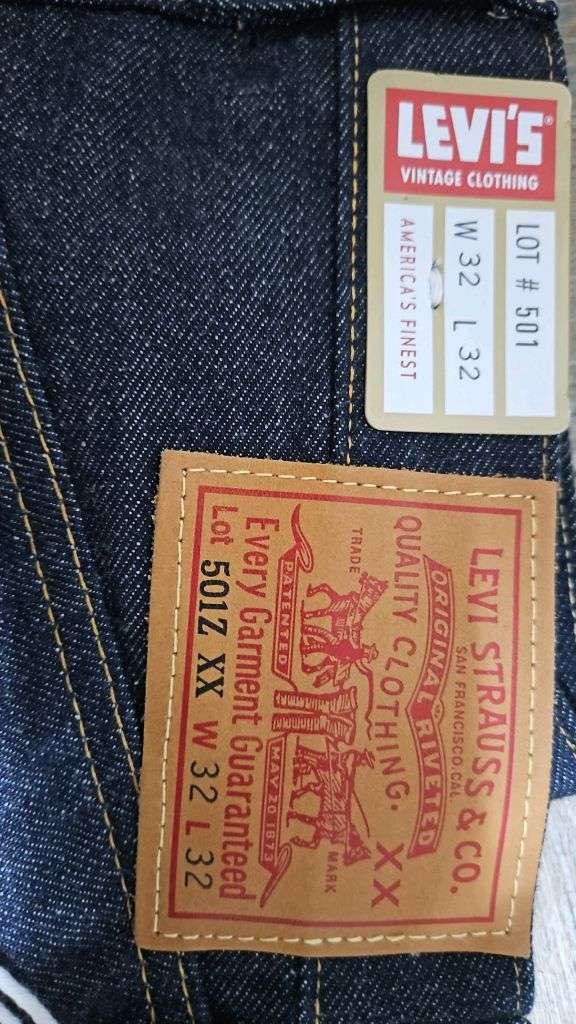 LEVI'S®
VINTAGE CLOTHING
LOT # 501
W 32 L 32
AMERICA'S FINEST
LEVI STRAUSS & CO.
SAN FRANCISCO, CAL.
ORIGINAL RIVETED
QUALITY CLOTHING. XX
TRADE MARK
PATENTED MAY 20 1873
Every Garment Guaranteed
Lot 501Z XX W 32 L 32